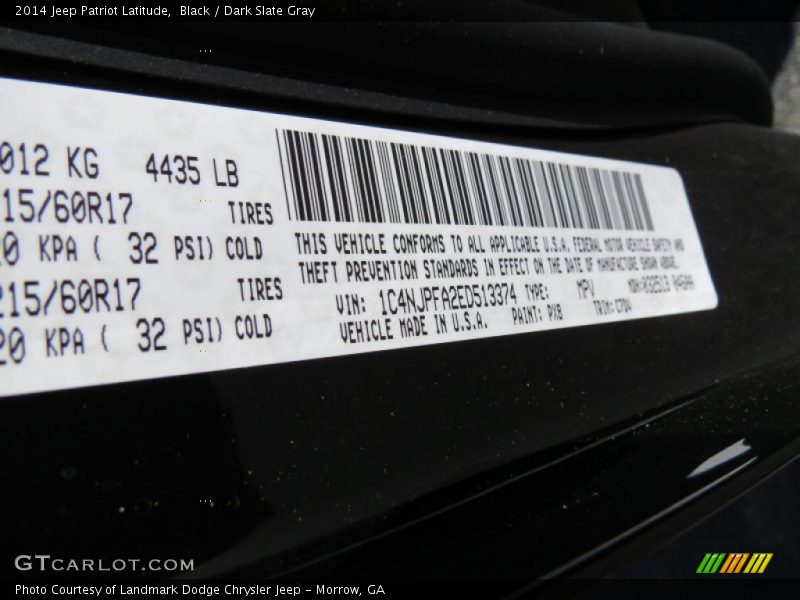 2014 Jeep Patriot Latitude,  Black / Dark Slate Gray
012 KG 4435 LB
15/60R17 TIRES
0 KPA ( 32 PSI) COLD
215/60R17 TIRES
20 KPA ( 32 PSI) COLD
THIS VEHICLE CONFORMS TO ALL APPLICABLE U.S.A. FEDERAL MOTOR VEHICLE SAFETY AND
THEFT PREVENTION STANDARDS IN EFFECT ON THE DATE OF MANUFACTURE SHOWN ABOVE.
VIN: 1C4NJPFA2ED513374 TYPE: MPV MDH:
VEHICLE MADE IN U.S.A. PAINT: PX8 TRIM:
GTCARLOT.COM
Photo Courtesy of Landmark Dodge Chrysler Jeep - Morrow, GA